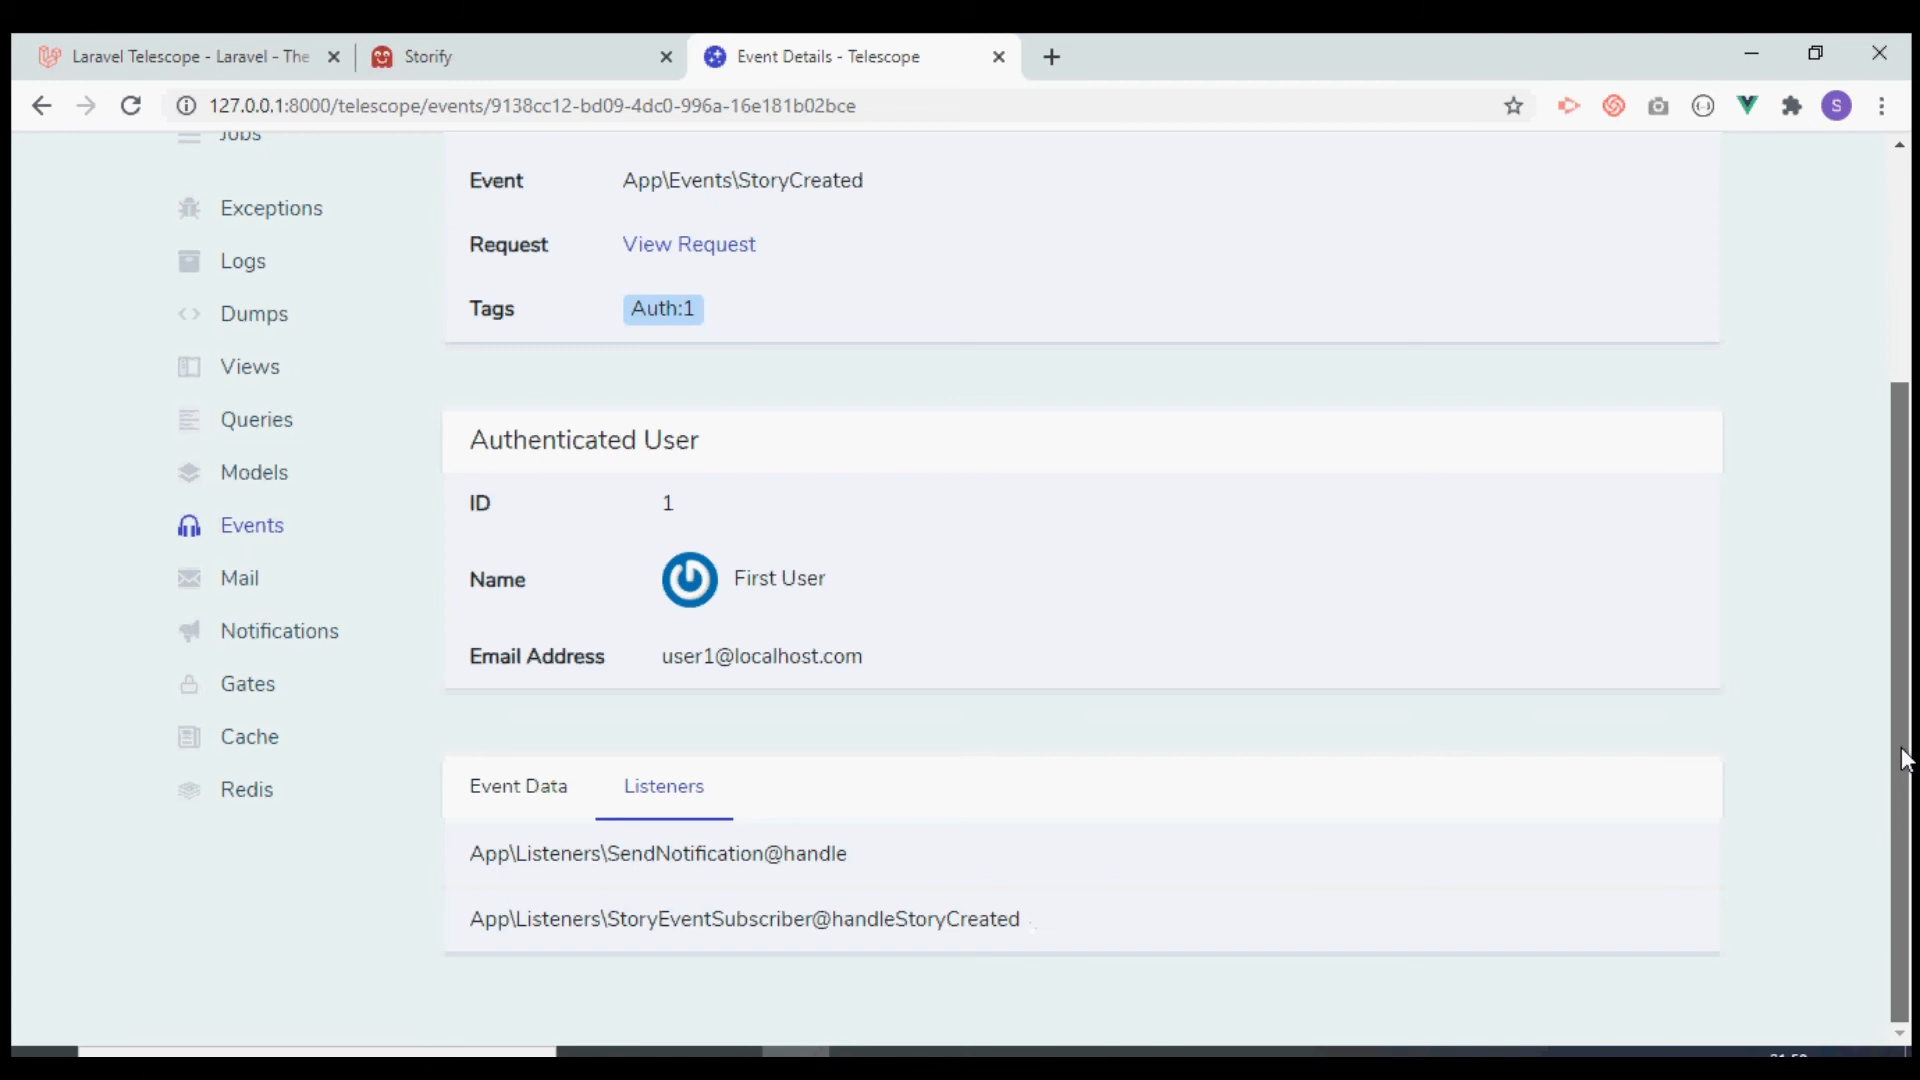 Laravel Telescope - Laravel - The
Storify
Event Details - Telescope
127.0.0.1:8000/telescope/events/9138cc12-bd09-4dc0-996a-16e181b02bce
S
Jobs
Exceptions
Logs
Dumps
Views
Queries
Models
Events
Mail
Notifications
Gates
Cache
Redis
Event App\Events\StoryCreated
Request View Request
Tags Auth:1
Authenticated User
ID 1
Name First User
Email Address user1@localhost.com
Event Data Listeners
App\Listeners\SendNotification@handle
App\Listeners\StoryEventSubscriber@handleStoryCreated